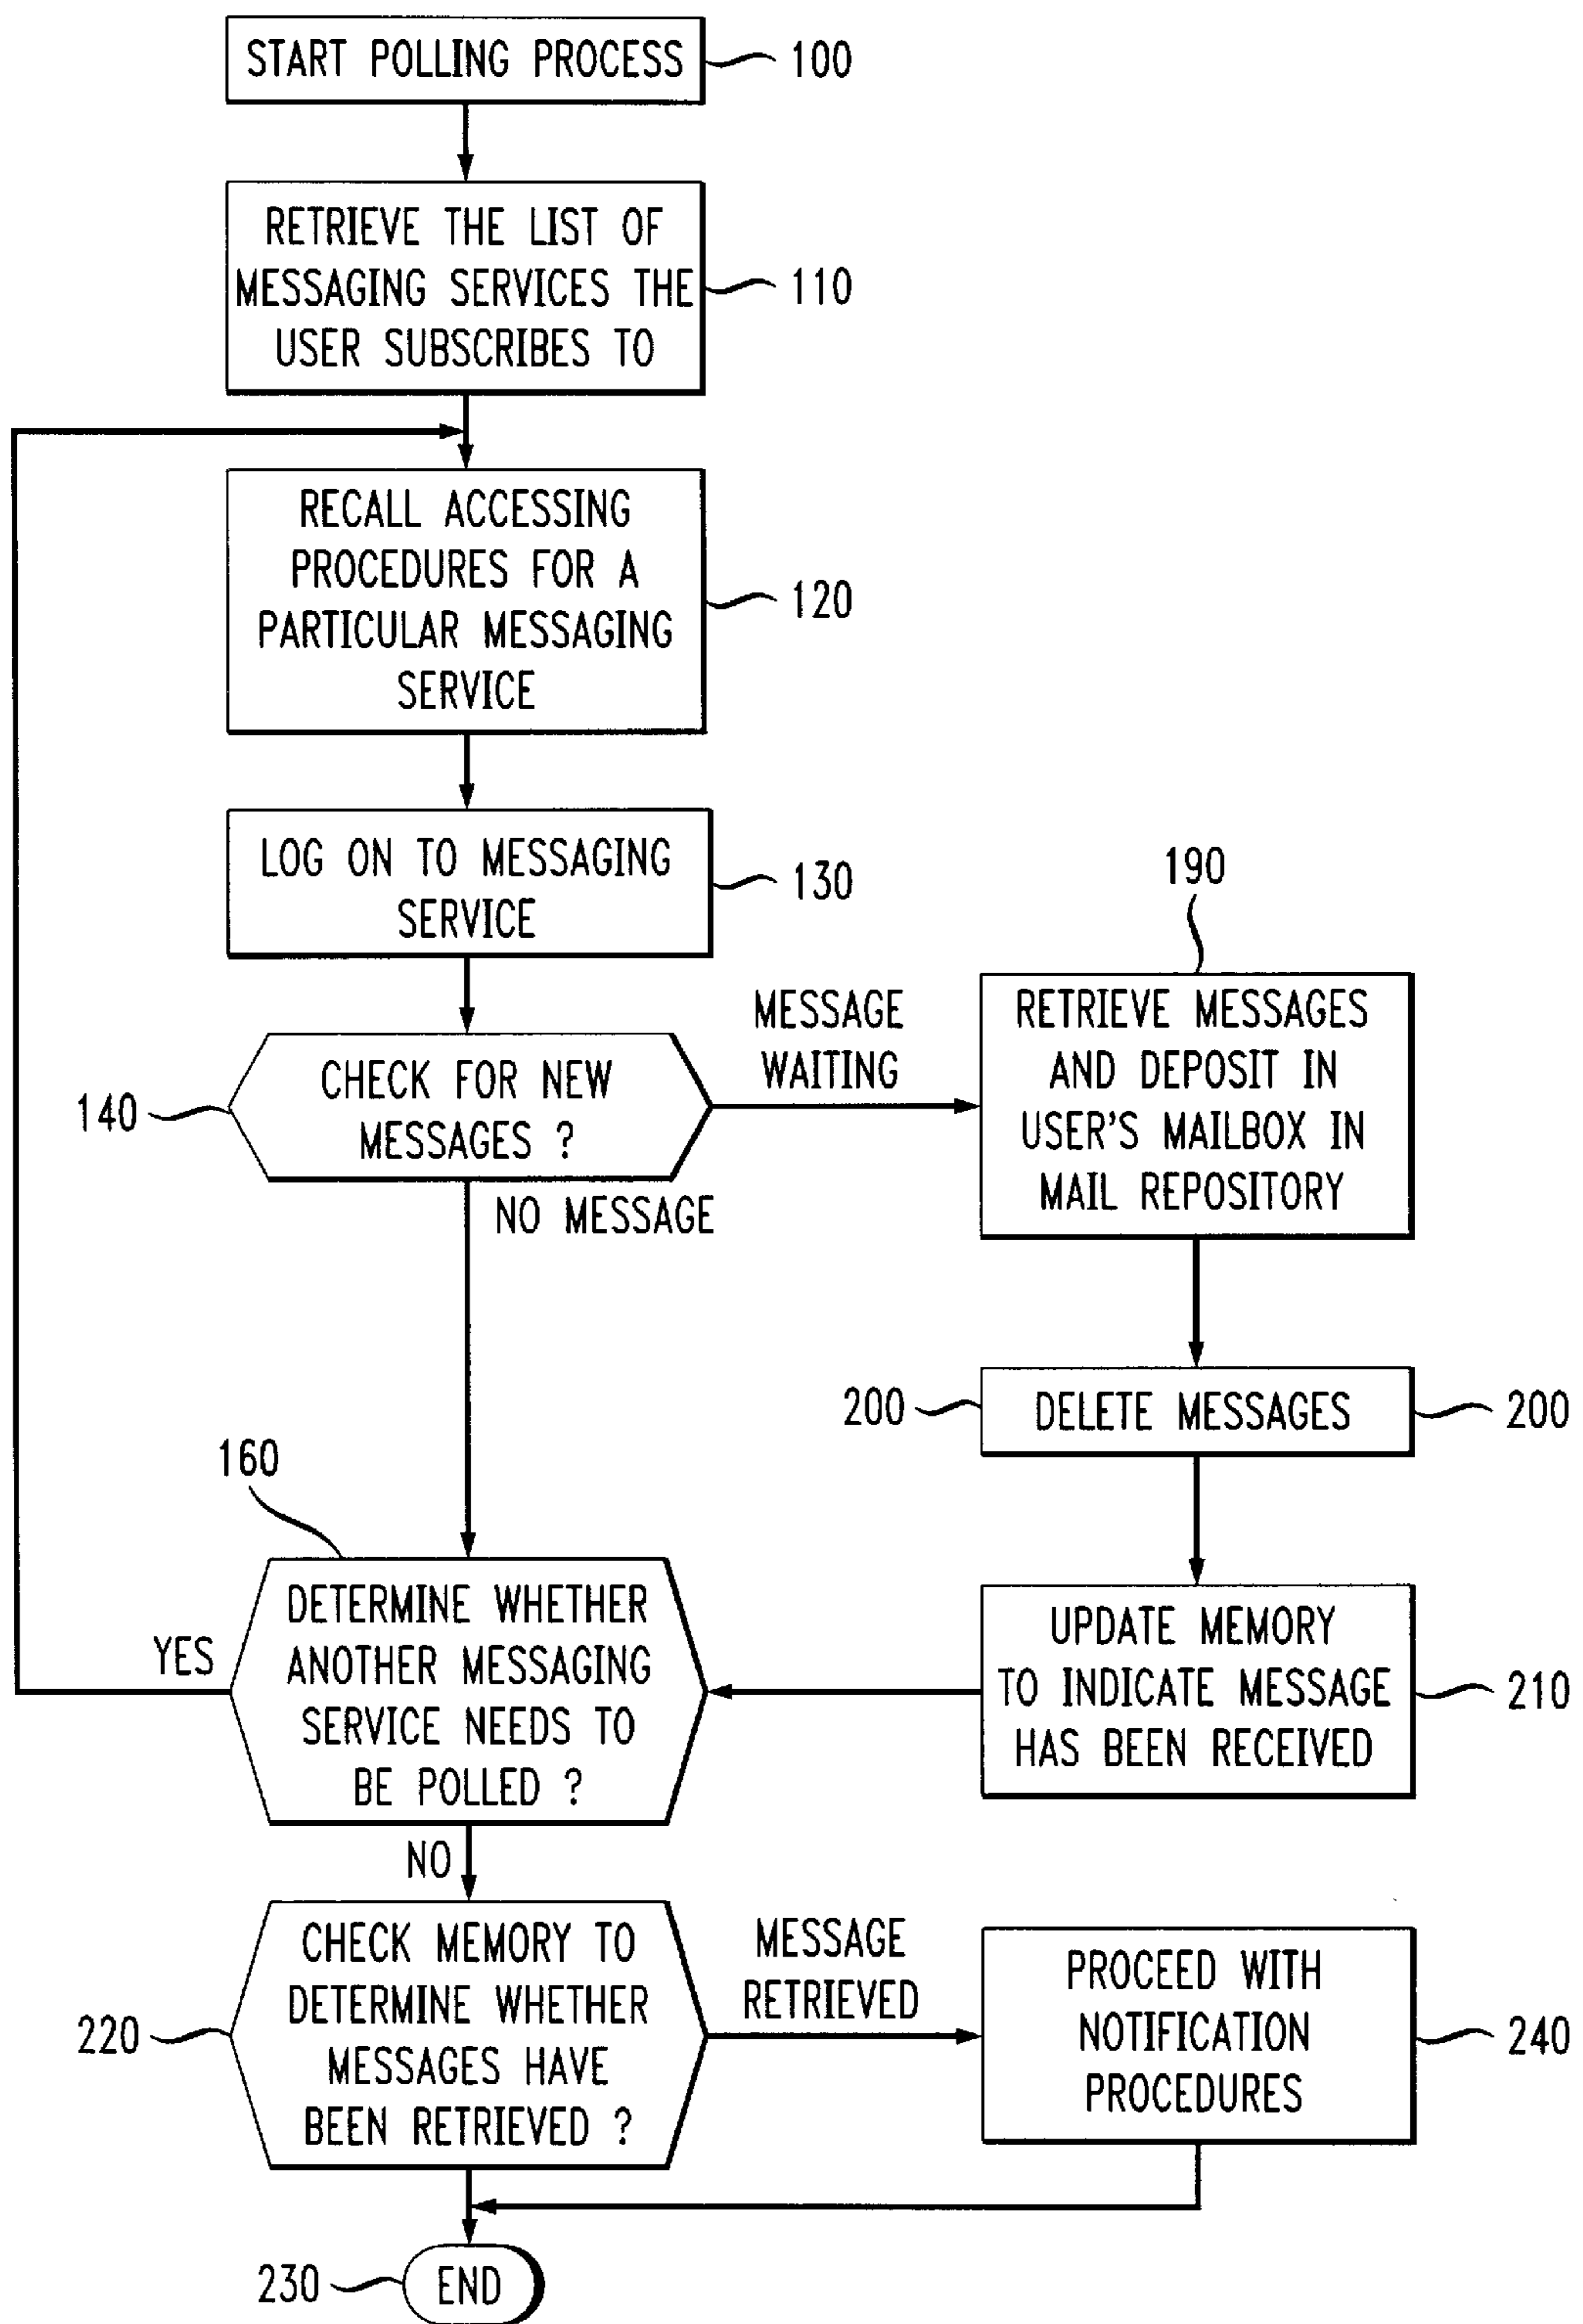 START POLLING PROCESS
100
RETRIEVE THE LIST OF
MESSAGING SERVICES THE
USER SUBSCRIBES TO
110
RECALL ACCESSING
PROCEDURES FOR A
PARTICULAR MESSAGING
SERVICE
120
LOG ON TO MESSAGING
SERVICE
130
CHECK FOR NEW
MESSAGES ?
140
MESSAGE
WAITING
NO MESSAGE
190
RETRIEVE MESSAGES
AND DEPOSIT IN
USER'S MAILBOX IN
MAIL REPOSITORY
200
DELETE MESSAGES
200
160
DETERMINE WHETHER
ANOTHER MESSAGING
SERVICE NEEDS TO
BE POLLED ?
YES
NO
UPDATE MEMORY
TO INDICATE MESSAGE
HAS BEEN RECEIVED
210
CHECK MEMORY TO
DETERMINE WHETHER
MESSAGES HAVE
BEEN RETRIEVED ?
220
MESSAGE
RETRIEVED
PROCEED WITH
NOTIFICATION
PROCEDURES
240
230
END